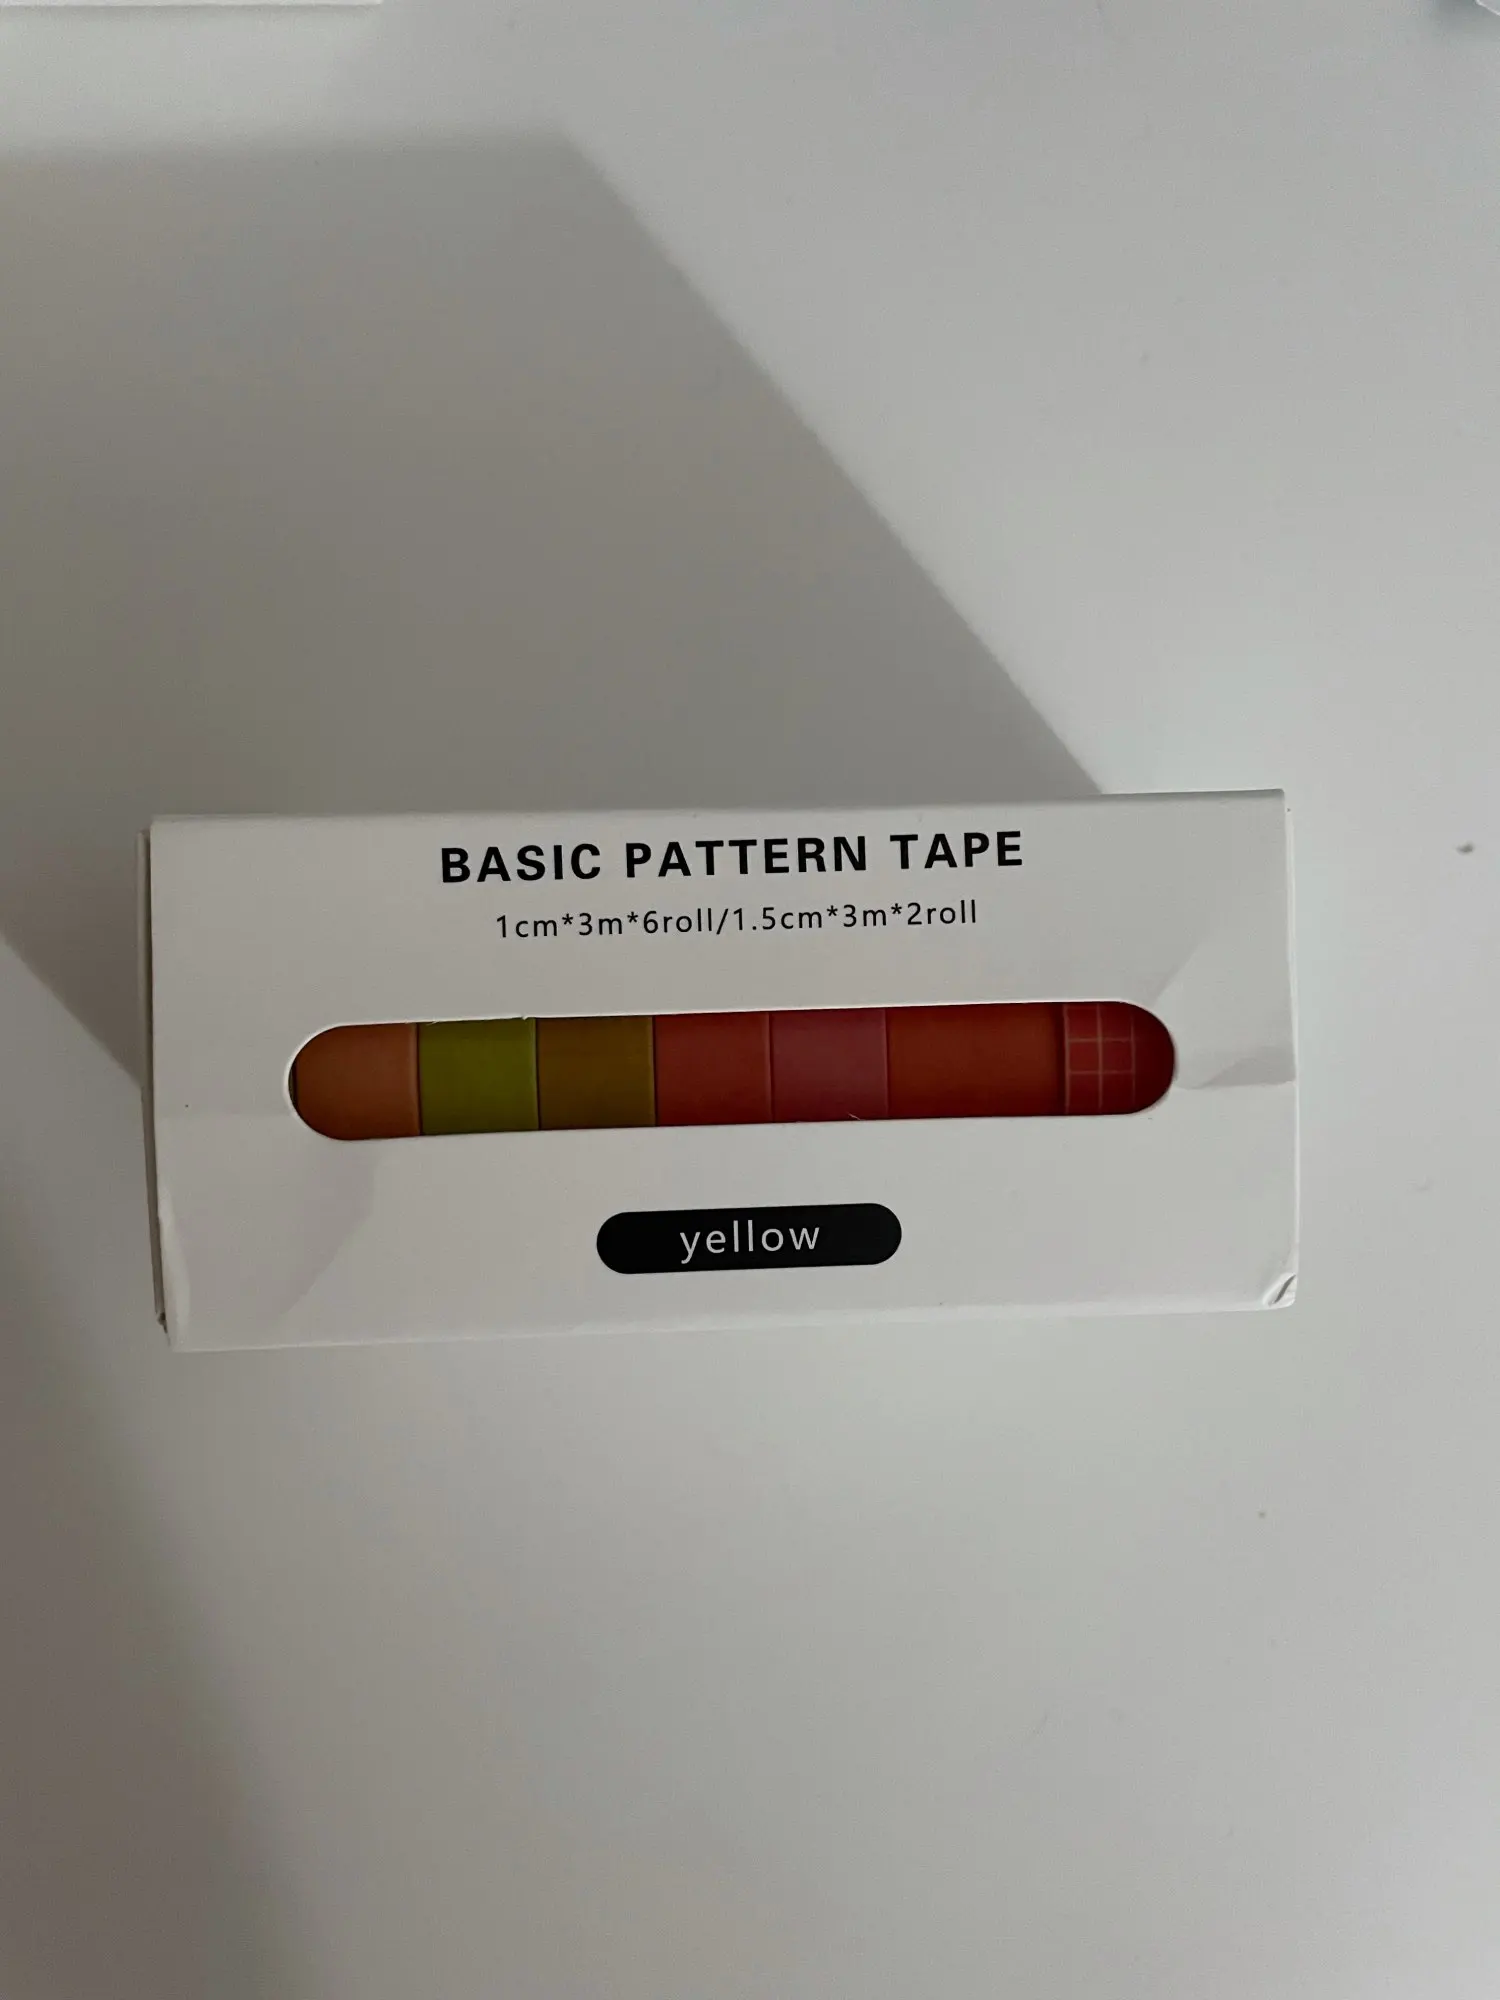 BASIC PATTERN TAPE
1cm*3m*6roll/1.5cm*3m*2roll
yellow